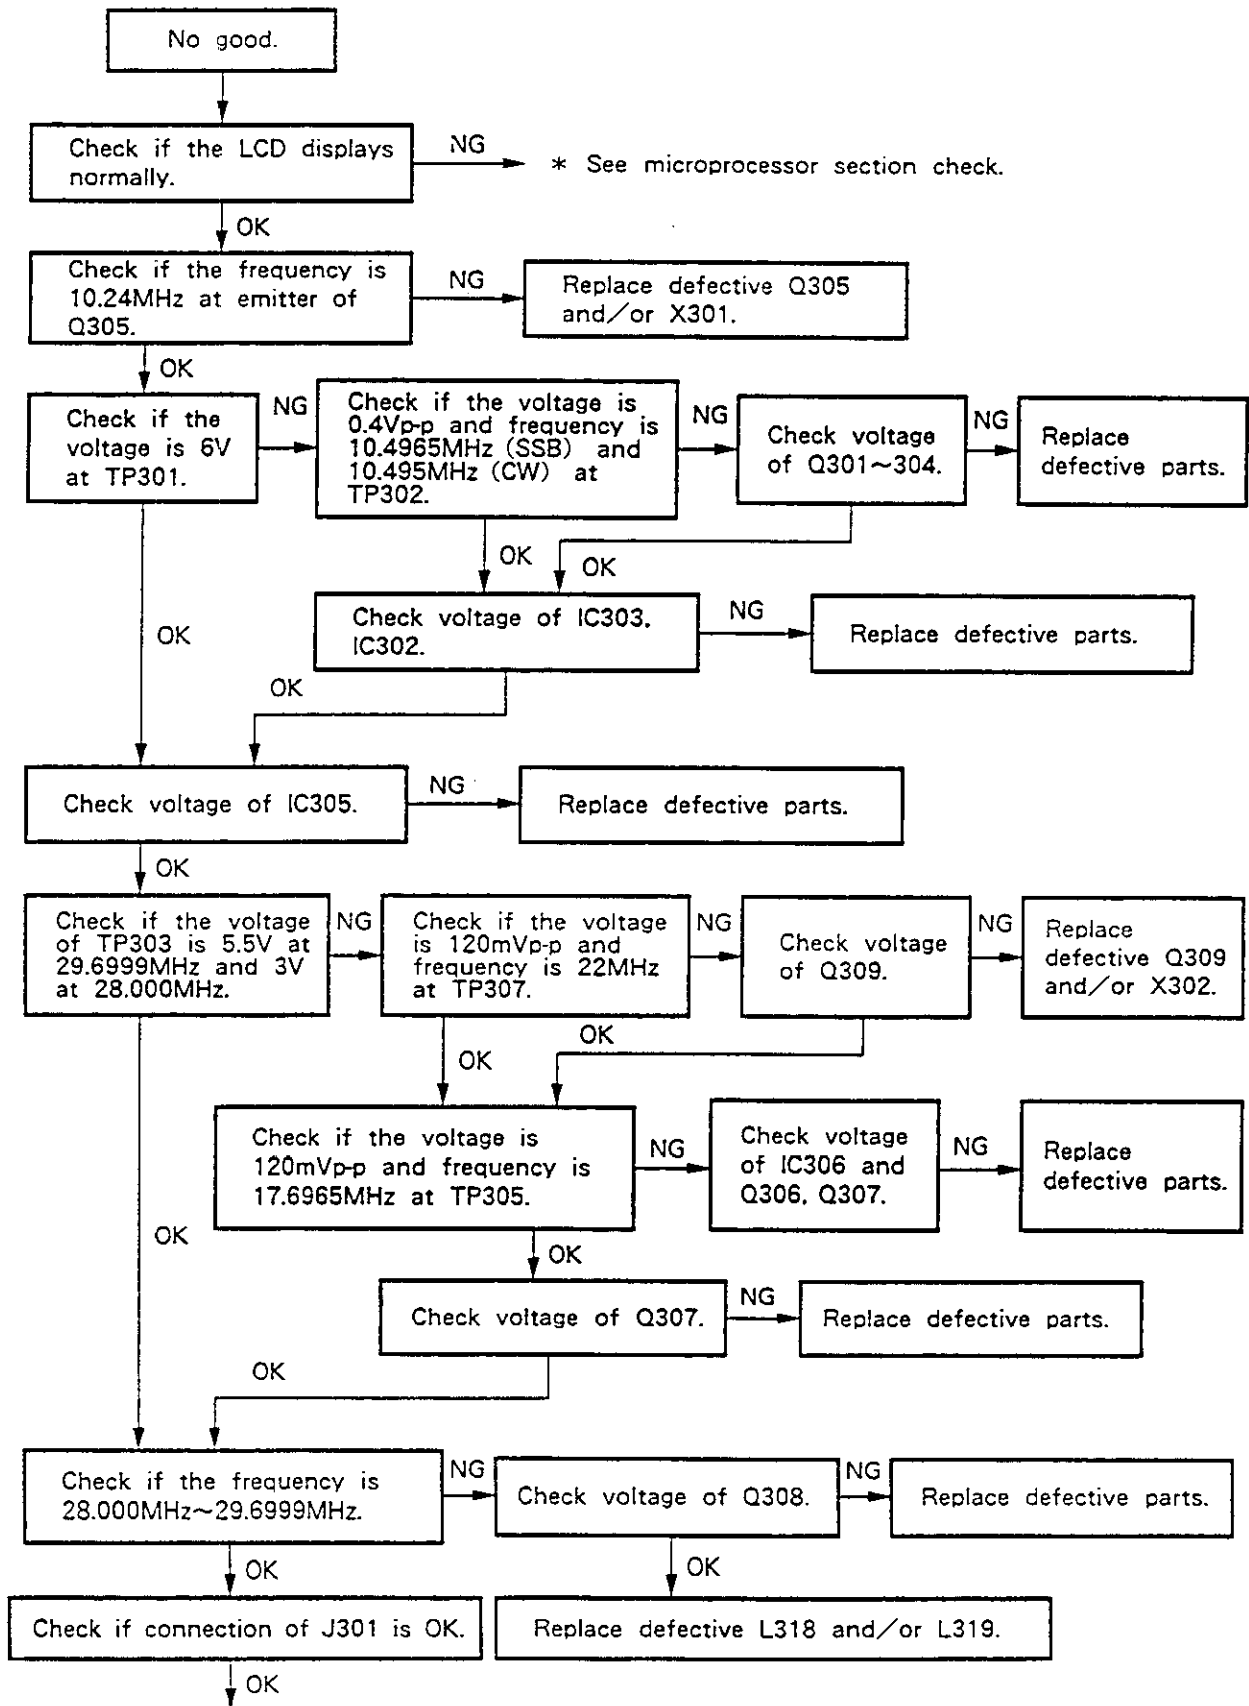 No good.
Check if the LCD displays
normally.
NG
* See microprocessor section check.
OK
Check if the frequency is
10.24MHz at emitter of
Q305.
NG
Replace defective Q305
and/or X301.
OK
Check if the
voltage is 6V
at TP301.
NG
Check if the voltage is
0.4Vp-p and frequency is
10.4965MHz (SSB) and
10.495MHz (CW) at
TP302.
NG
Check voltage
of Q301~304.
NG
Replace
defective parts.
OK
OK
OK
Check voltage of IC303,
IC302.
NG
Replace defective parts.
OK
Check voltage of IC305.
NG
Replace defective parts.
OK
Check if the voltage
of TP303 is 5.5V at
29.6999MHz and 3V
at 28.000MHz.
NG
Check if the voltage
is 120mVp-p and
frequency is 22MHz
at TP307.
NG
Check voltage
of Q309.
NG
Replace
defective Q309
and/or X302.
OK
OK
OK
Check if the voltage is
120mVp-p and frequency is
17.6965MHz at TP305.
NG
Check voltage
of IC306 and
Q306, Q307.
NG
Replace
defective parts.
OK
Check voltage of Q307.
NG
Replace defective parts.
OK
Check if the frequency is
28.000MHz~29.6999MHz.
NG
Check voltage of Q308.
NG
Replace defective parts.
OK
OK
Check if connection of J301 is OK.
Replace defective L318 and/or L319.
OK